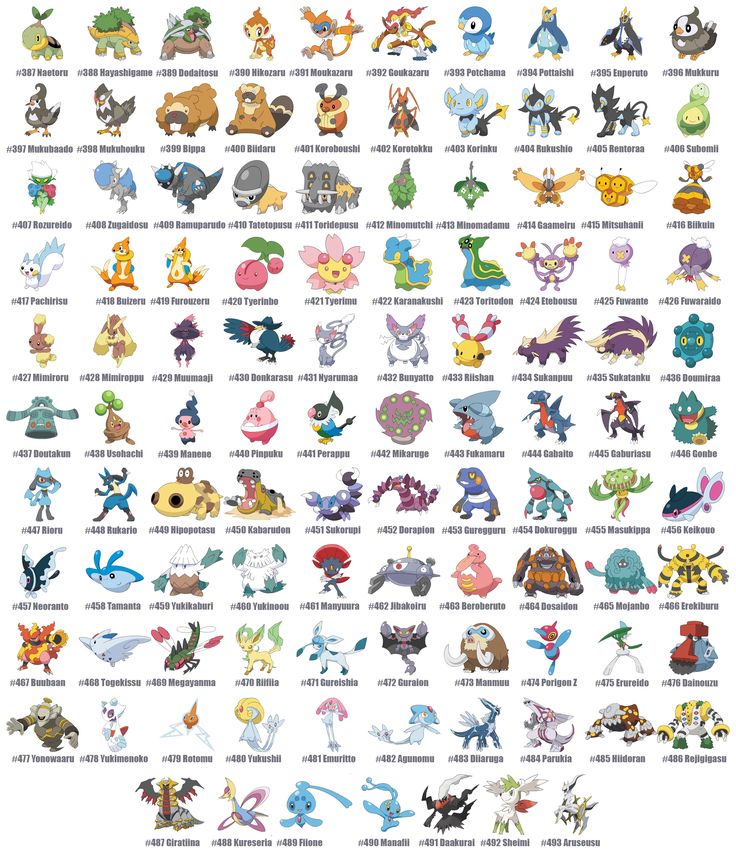 #387 Naetoru #388 Hayashigame #389 Dodaitosu #390 Hikozaru #391 Moukazaru #392 Goukazaru #393 Potchama #394 Pottaishi #395 Enperuto #396 Mukkuru
#397 Mukubaado #398 Mukuhouku #399 Bippa #400 Biidaru #401 Koroboushi #402 Korotokku #403 Korinku #404 Rukushio #405 Rentoraa #406 Subomii
#407 Rozureido #408 Zugaidosu #409 Ramuparudo #410 Tatetopusu #411 Toridepusu #412 Minomutchi #413 Minomadamu #414 Gaameiru #415 Mitsuhanii #416 Biikuin
#417 Pachirisu #418 Buizeru #419 Furouzeru #420 Tyerinbo #421 Tyerimu #422 Karanakushi #423 Toritodon #424 Etebousu #425 Fuwante #426 Fuwaraido
#427 Mimiroru #428 Mimiroppu #429 Muumaaji #430 Donkarasu #431 Nyarumaa #432 Bunyatto #433 Riishan #434 Sukanpuu #435 Sukatanku #436 Doumiraa
#437 Doutakun #438 Usohachi #439 Manene #440 Pinpuku #441 Perappu #442 Mikaruge #443 Fukamaru #444 Gabaito #445 Gaburiasu #446 Gonbe
#447 Rioru #448 Rukario #449 Hipopotasu #450 Kabarudon #451 Sukorupi #452 Dorapion #453 Guregguru #454 Dokuroggu #455 Masukippa #456 Keikouo
#457 Neoranto #458 Tamanta #459 Yukikaburi #460 Yukinoou #461 Manyuura #462 Jibakoiru #463 Beroberuto #464 Dosaidon #465 Mojanbo #466 Erekiburu
#467 Buubaan #468 Togekissu #469 Megayanma #470 Riifiia #471 Gureishia #472 Guraion #473 Manmuu #474 Porigon Z #475 Erureido #476 Dainouzu
#477 Yonowaaru #478 Yukimenoko #479 Rotomu #480 Yukushii #481 Emuritto #482 Agunomu #483 Diiaruga #484 Parukia #485 Hiidoran #486 Rejigigasu
#487 Giratiina #488 Kureseria #489 Fiione #490 Manafii #491 Daakurai #492 Sheimi #493 Aruseusu